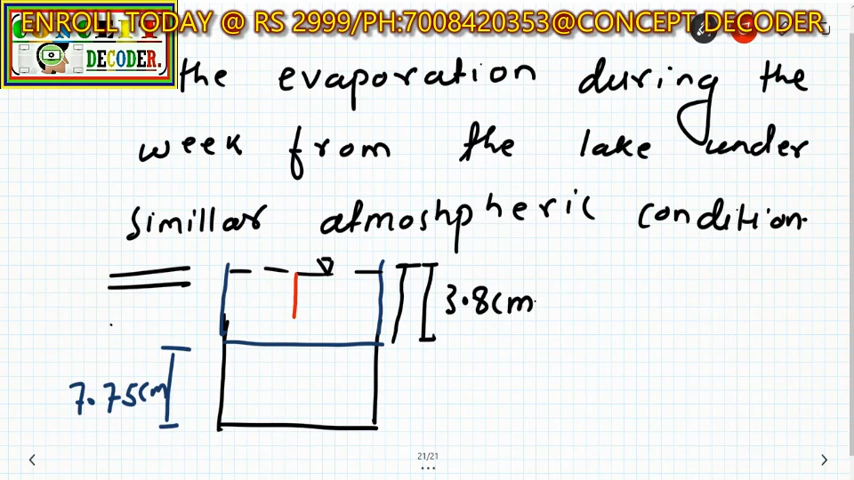 ENROLL TODAY @ RS 2999/PH:7008420353@CONCEPT DECODER.
DECODER.
the evaporation during the
week from the lake under
simillar atmoshpheric condition.
3.8cm
7.75cm
21/21